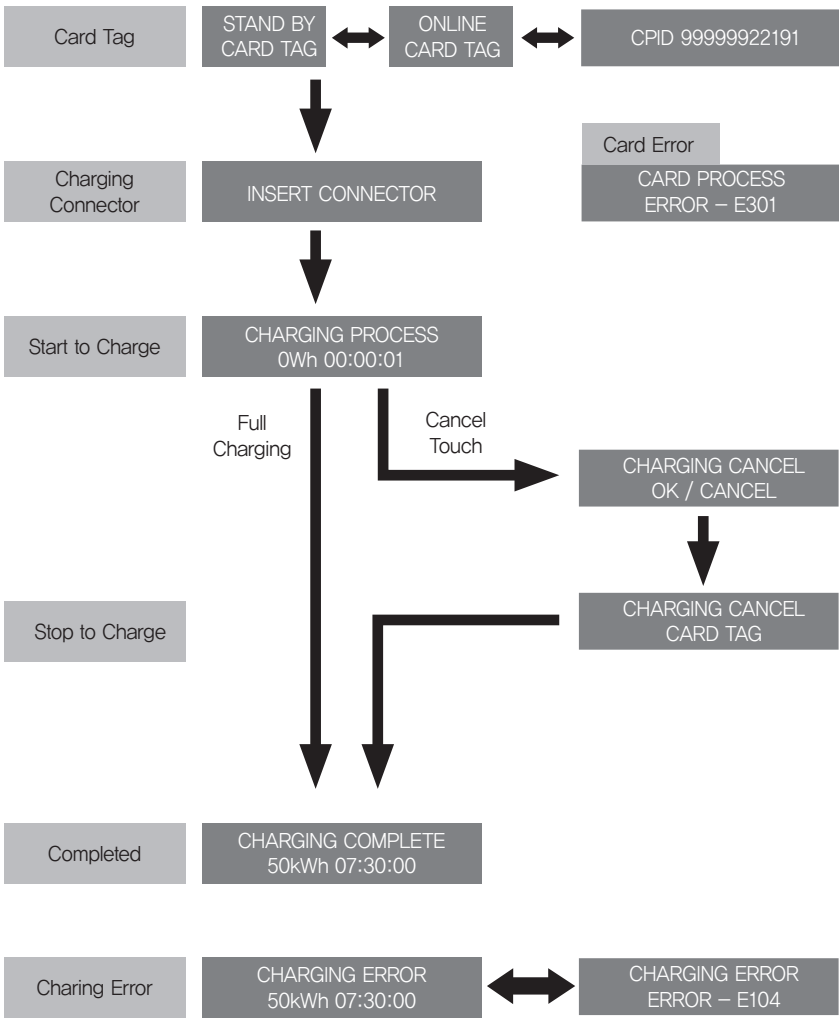 Card Tag
STAND BY
CARD TAG
ONLINE
CARD TAG
CPID 99999922191
Card Error
Charging
Connector
INSERT CONNECTOR
CARD PROCESS
ERROR - E301
Start to Charge
CHARGING PROCESS
0Wh 00:00:01
Full
Charging
Cancel
Touch
CHARGING CANCEL
OK / CANCEL
Stop to Charge
CHARGING CANCEL
CARD TAG
Completed
CHARGING COMPLETE
50kWh 07:30:00
Charing Error
CHARGING ERROR
50kWh 07:30:00
CHARGING ERROR
ERROR - E104